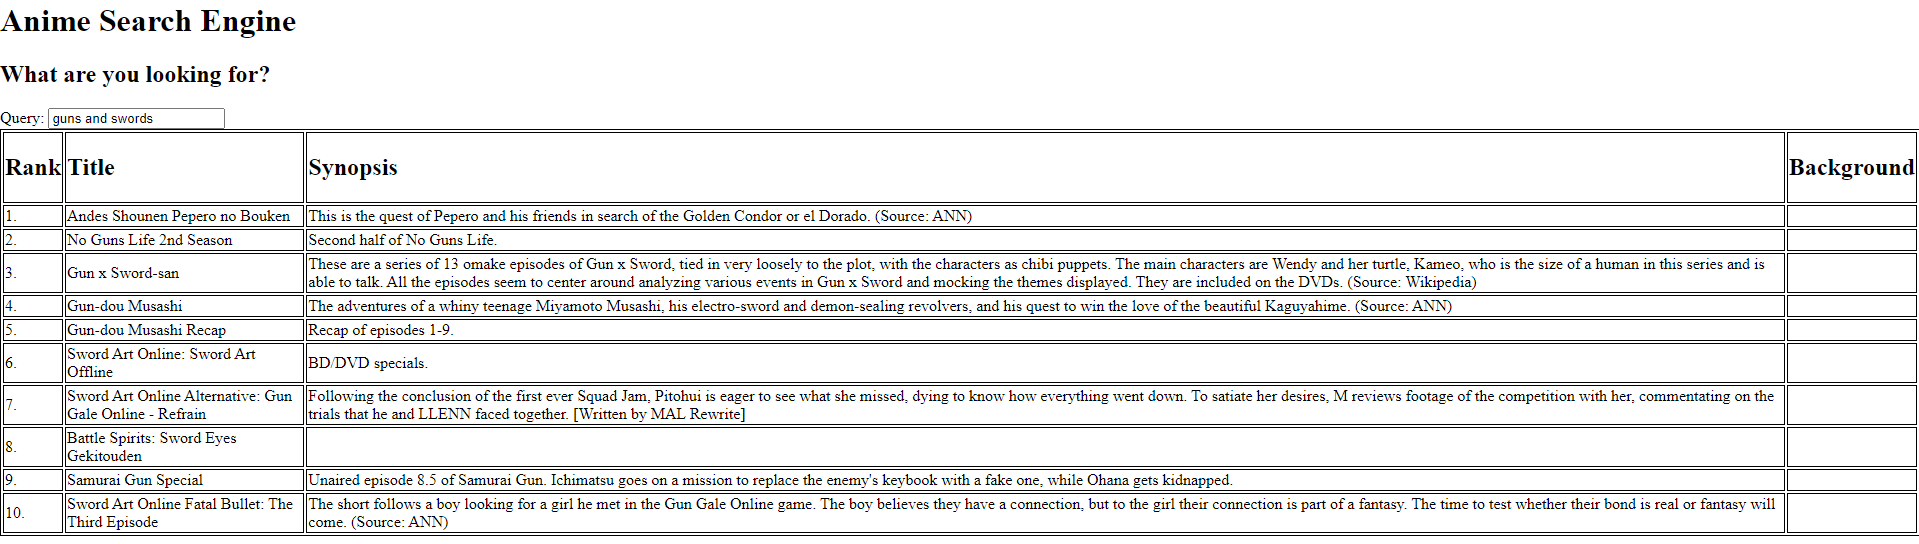 Anime Search Engine
What are you looking for?
Query: guns and swords
Rank Title Synopsis Background
1. Andes Shounen Pepero no Bouken This is the quest of Pepero and his friends in search of the Golden Condor or el Dorado. (Source: ANN)
2. No Guns Life 2nd Season Second half of No Guns Life.
3. Gun x Sword-san These are a series of 13 omake episodes of Gun x Sword, tied in very loosely to the plot, with the characters as chibi puppets. The main characters are Wendy and her turtle, Kameo, who is the size of a human in this series and is
able to talk. All the episodes seem to center around analyzing various events in Gun x Sword and mocking the themes displayed. They are included on the DVDs. (Source: Wikipedia)
4. Gun-dou Musashi The adventures of a whiny teenage Miyamoto Musashi, his electro-sword and demon-sealing revolvers, and his quest to win the love of the beautiful Kaguyahime. (Source: ANN)
5. Gun-dou Musashi Recap Recap of episodes 1-9.
6. Sword Art Online: Sword Art
Offline BD/DVD specials.
7. Sword Art Online Alternative: Gun
Gale Online - Refrain
Following the conclusion of the first ever Squad Jam, Pitohui is eager to see what she missed, dying to know how everything went down. To satiate her desires, M reviews footage of the competition with her, commentating on the
trials that he and LLENN faced together. [Written by MAL Rewrite]
8. Battle Spirits: Sword Eyes
Gekitouden
9. Samurai Gun Special Unaired episode 8.5 of Samurai Gun. Ichimatsu goes on a mission to replace the enemy's keybook with a fake one, while Ohana gets kidnapped.
10. Sword Art Online Fatal Bullet: The
Third Episode
The short follows a boy looking for a girl he met in the Gun Gale Online game. The boy believes they have a connection, but to the girl their connection is part of a fantasy. The time to test whether their bond is real or fantasy will
come. (Source: ANN)